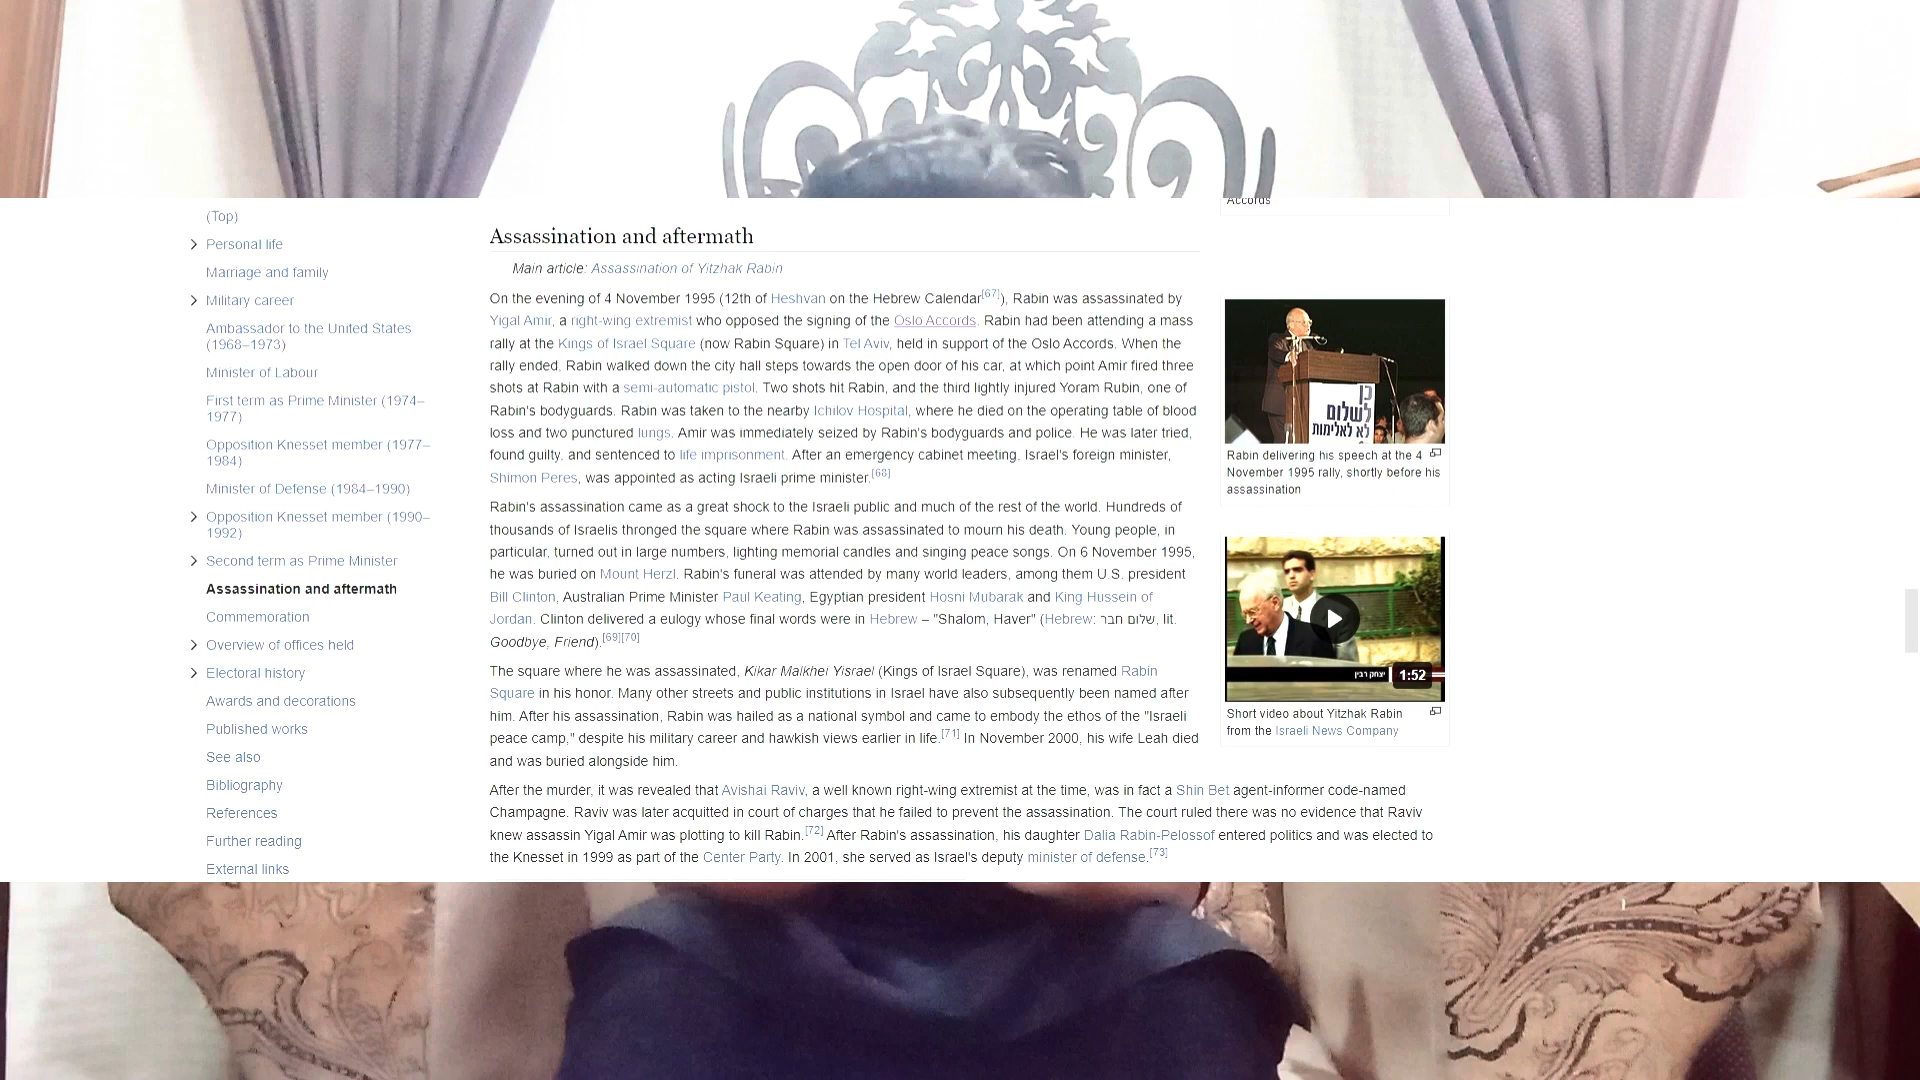 (Top)
Personal life
Marriage and family
Military career
Ambassador to the United States
(1968–1973)
Minister of Labour
First term as Prime Minister (1974–
1977)
Opposition Knesset member (1977–
1984)
Minister of Defense (1984–1990)
Opposition Knesset member (1990–
1992)
Second term as Prime Minister
Assassination and aftermath
Commemoration
Overview of offices held
Electoral history
Awards and decorations
Published works
See also
Bibliography
References
Further reading
External links
Assassination and aftermath
Main article: Assassination of Yitzhak Rabin
On the evening of 4 November 1995 (12th of Heshvan on the Hebrew Calendar[67]), Rabin was assassinated by
Yigal Amir, a right-wing extremist who opposed the signing of the Oslo Accords. Rabin had been attending a mass
rally at the Kings of Israel Square (now Rabin Square) in Tel Aviv, held in support of the Oslo Accords. When the
rally ended, Rabin walked down the city hall steps towards the open door of his car, at which point Amir fired three
shots at Rabin with a semi-automatic pistol. Two shots hit Rabin, and the third lightly injured Yoram Rubin, one of
Rabin's bodyguards. Rabin was taken to the nearby Ichilov Hospital, where he died on the operating table of blood
loss and two punctured lungs. Amir was immediately seized by Rabin's bodyguards and police. He was later tried,
found guilty, and sentenced to life imprisonment. After an emergency cabinet meeting, Israel's foreign minister,
Shimon Peres, was appointed as acting Israeli prime minister.[68]
Rabin's assassination came as a great shock to the Israeli public and much of the rest of the world. Hundreds of
thousands of Israelis thronged the square where Rabin was assassinated to mourn his death. Young people, in
particular, turned out in large numbers, lighting memorial candles and singing peace songs. On 6 November 1995,
he was buried on Mount Herzl. Rabin's funeral was attended by many world leaders, among them U.S. president
Bill Clinton, Australian Prime Minister Paul Keating, Egyptian president Hosni Mubarak and King Hussein of
Jordan. Clinton delivered a eulogy whose final words were in Hebrew – "Shalom, Haver" (Hebrew: שלום חבר, lit.
Goodbye, Friend).[69][70]
The square where he was assassinated, Kikar Malkhei Yisrael (Kings of Israel Square), was renamed Rabin
Square in his honor. Many other streets and public institutions in Israel have also subsequently been named after
him. After his assassination, Rabin was hailed as a national symbol and came to embody the ethos of the "Israeli
peace camp," despite his military career and hawkish views earlier in life.[71] In November 2000, his wife Leah died
and was buried alongside him.
After the murder, it was revealed that Avishai Raviv, a well known right-wing extremist at the time, was in fact a Shin Bet agent-informer code-named
Champagne. Raviv was later acquitted in court of charges that he failed to prevent the assassination. The court ruled there was no evidence that Raviv
knew assassin Yigal Amir was plotting to kill Rabin.[72] After Rabin's assassination, his daughter Dalia Rabin-Pelossof entered politics and was elected to
the Knesset in 1999 as part of the Center Party. In 2001, she served as Israel's deputy minister of defense.[73]
Accords
כן
לשלום
לא לאלימות
Rabin delivering his speech at the 4
November 1995 rally, shortly before his
assassination
יצחק רבין
1:52
Short video about Yitzhak Rabin
from the Israeli News Company